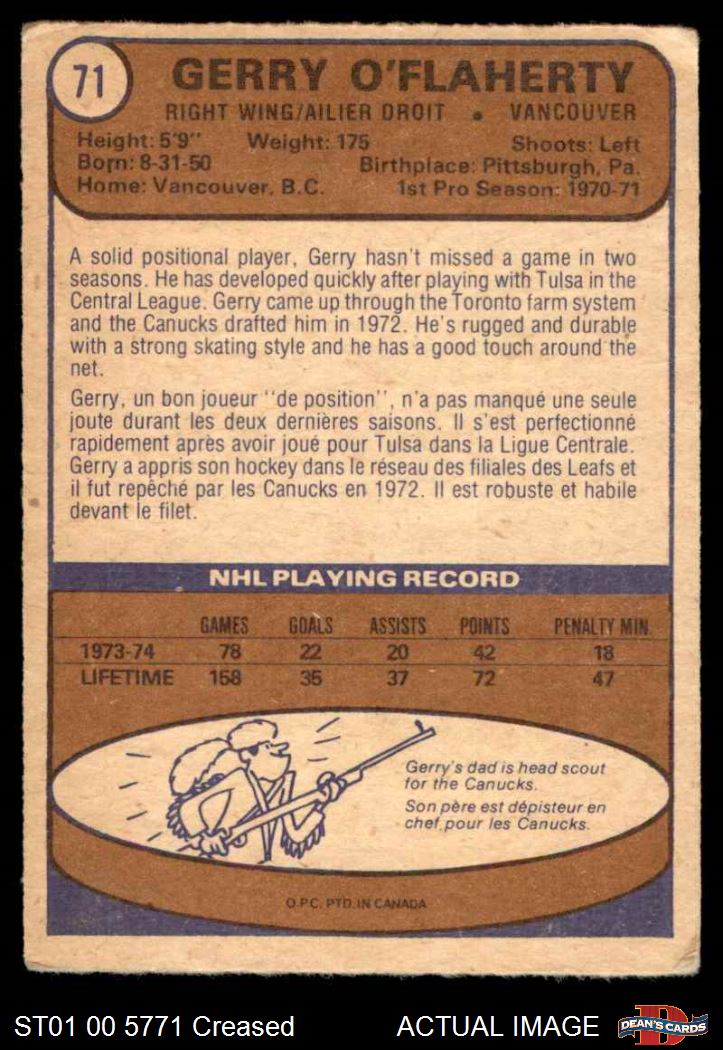 71
GERRY O'FLAHERTY
RIGHT WING/AILIER DROIT • VANCOUVER
Height: 5'9" Weight: 175 Shoots: Left
Born: 8-31-50 Birthplace: Pittsburgh, Pa.
Home: Vancouver, B.C. 1st Pro Season: 1970-71
A solid positional player, Gerry hasn't missed a game in two
seasons. He has developed quickly after playing with Tulsa in the
Central League. Gerry came up through the Toronto farm system
and the Canucks drafted him in 1972. He's rugged and durable
with a strong skating style and he has a good touch around the
net.
Gerry, un bon joueur "de position", n'a pas manqué une seule
joute durant les deux dernières saisons. Il s'est perfectionné
rapidement après avoir joué pour Tulsa dans la Ligue Centrale.
Gerry a appris son hockey dans le réseau des filiales des Leafs et
il fut repêché par les Canucks en 1972. Il est robuste et habile
devant le filet.
NHL PLAYING RECORD
GAMES GOALS ASSISTS POINTS PENALTY MIN.
1973-74 78 22 20 42 18
LIFETIME 158 35 37 72 47
Gerry's dad is head scout
for the Canucks.
Son père est dépisteur en
chef pour les Canucks.
O.P.C. PTD. IN CANADA
ST01 00 5771 Creased ACTUAL IMAGE
D
DEAN'S CARDS